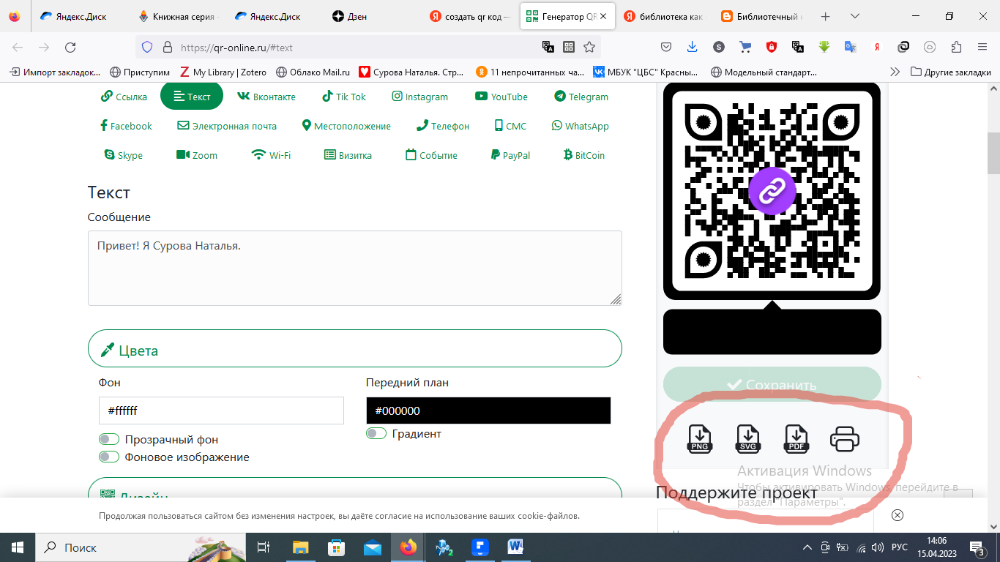 Яндекс.Диск
Книжная серия -
Яндекс.Диск
Дзен
создать qr код —
Генератор QR
библиотека как
Библиотечный
https://qr-online.ru/#text
Импорт закладок...
Приступим
My Library | Zotero
Облако Mail.ru
Сурова Наталья. Стр...
11 непрочитанных ча...
МБУК "ЦБС" Красны...
Модельный стандарт...
Другие закладки
Ссылка
Текст
Вконтакте
Tik Tok
Instagram
YouTube
Telegram
Facebook
Электронная почта
Местоположение
Телефон
СМС
WhatsApp
Skype
Zoom
Wi-Fi
Визитка
Событие
PayPal
BitCoin
Текст
Сообщение
Привет! Я Сурова Наталья.
Цвета
Фон
Передний план
#ffffff
#000000
Прозрачный фон
Градиент
Фоновое изображение
Дизайн
Сохранить
PNG
SVG
PDF
Активация Windows
Чтобы активировать Windows, перейдите в
раздел "Параметры".
Поддержите проект
Продолжая пользоваться сайтом без изменения настроек, вы даёте согласие на использование ваших cookie-файлов.
Поиск
РУС
14:06
15.04.2023
3